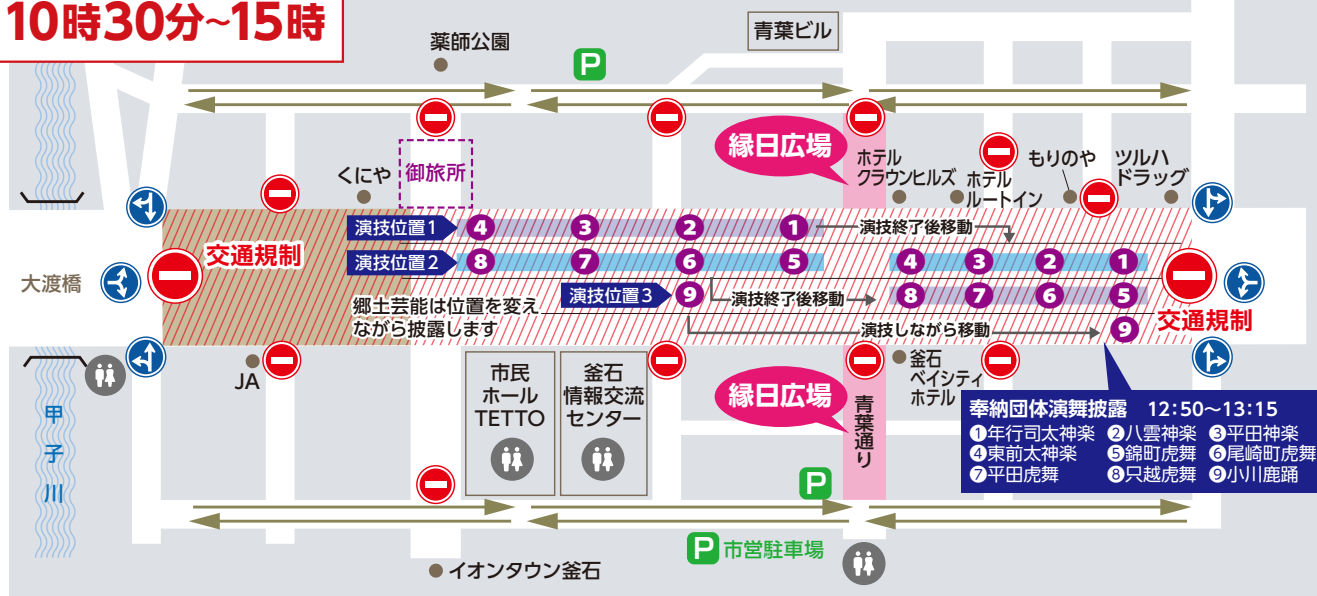 10時30分~15時
薬師公園
P
青葉ビル
縁日広場
くにや
御旅所
ホテル
クラウンヒルズ
ホテル
ルートイン
もりのや
ツルハ
ドラッグ
演技位置1
4 3 2 1
演技終了後移動
交通規制
演技位置2
8 7 6 5
4 3 2 1
大渡橋
演技位置3
9
演技終了後移動
8 7 6 5
郷土芸能は位置を変え
ながら披露します
演技しながら移動
9
交通規制
JA
市民
ホール
TETTO
釜石
情報交流
センター
縁日広場
青葉通り
釜石
ベイシティ
ホテル
奉納団体演舞披露 12:50~13:15
❶年行司太神楽 ❷八雲神楽 ❸平田神楽
❹東前太神楽 ❺錦町虎舞 ❻尾崎町虎舞
❼平田虎舞 ❽只越虎舞 ❾小川鹿踊
甲子川
P
P 市営駐車場
イオンタウン釜石